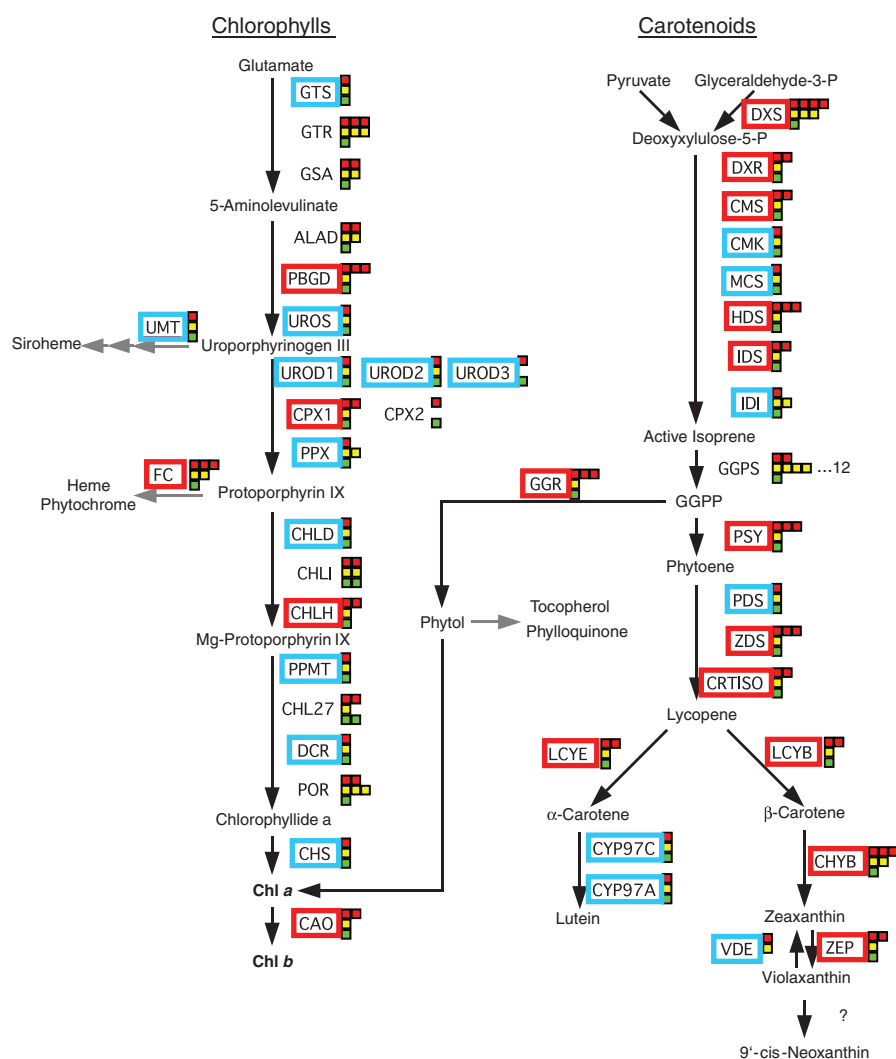 Chlorophylls
Carotenoids
Glutamate
GTS
GTR
GSA
5-Aminolevulinate
ALAD
PBGD
UROS
UMT
Siroheme
Uroporphyrinogen III
UROD1
UROD2
UROD3
CPX1
CPX2
PPX
FC
Heme
Phytochrome
Protoporphyrin IX
CHLD
CHLI
CHLH
Mg-Protoporphyrin IX
PPMT
CHL27
DCR
POR
Chlorophyllide a
CHS
Chl a
CAO
Chl b
Pyruvate
Glyceraldehyde-3-P
DXS
Deoxyxylulose-5-P
DXR
CMS
CMK
MCS
HDS
IDS
IDI
Active Isoprene
GGPS ...12
GGR
GGPP
PSY
Phytoene
Phytol
Tocopherol
Phylloquinone
PDS
ZDS
CRTISO
Lycopene
LCYE
LCYB
α-Carotene
β-Carotene
CYP97C
CYP97A
Lutein
CHYB
Zeaxanthin
VDE
ZEP
Violaxanthin
?
9'-cis-Neoxanthin